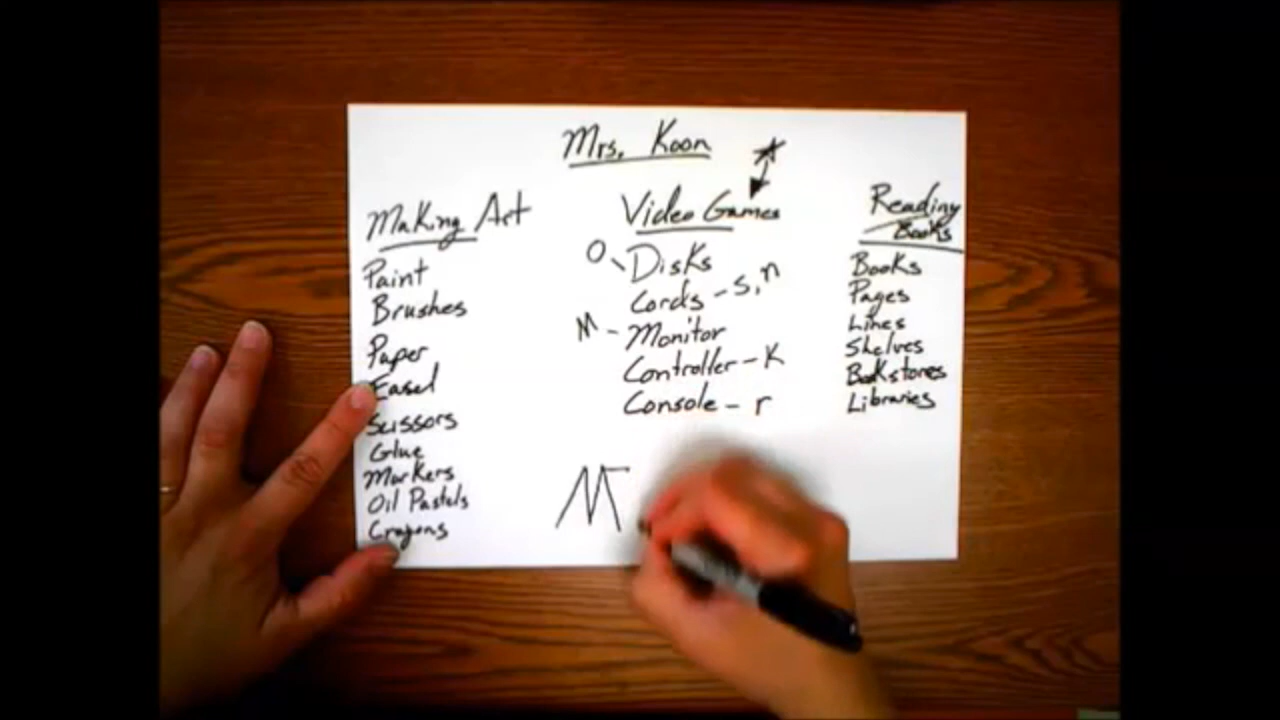 Mrs. Koon
Making Art
Paint
Brushes
Paper
Easel
Scissors
Glue
Markers
Oil Pastels
Crayons
Video Games
O - Disks
Cords - S, n
M - Monitor
Controller - K
Console - r
M
Reading
Books
Books
Pages
Lines
Shelves
Bookstores
Libraries